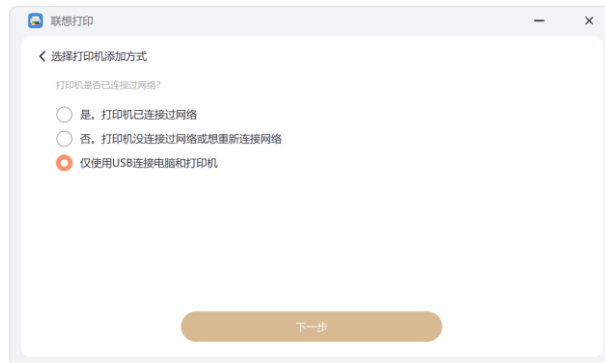 联想打印
选择打印机添加方式
打印机是否已连接过网络?
是。打印机已连接过网络
否。打印机没连接过网络或想重新连接网络
仅使用USB连接电脑和打印机
下一步